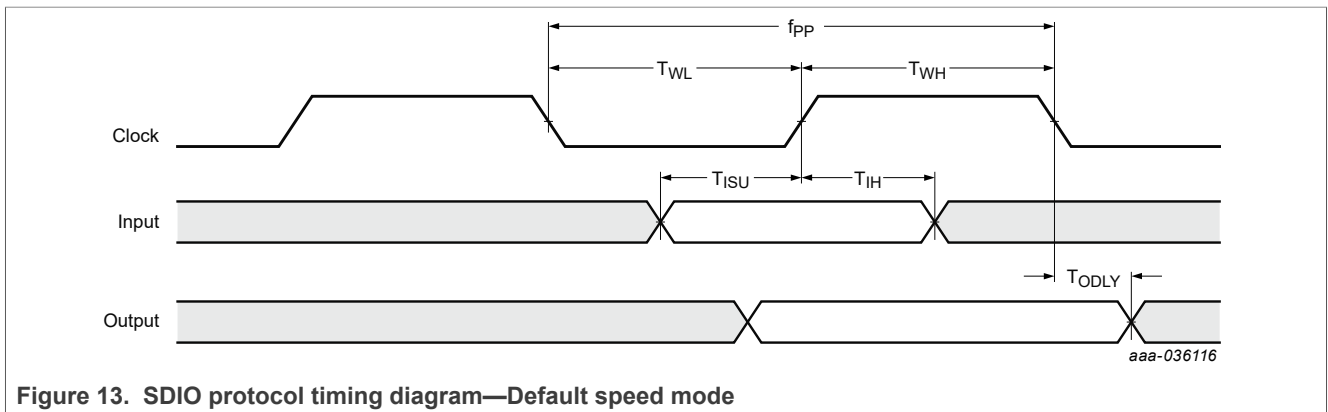 fPP
TWL
TWH
Clock
TISU
TIH
Input
TODLY
Output
aaa-036116
Figure 13. SDIO protocol timing diagram—Default speed mode